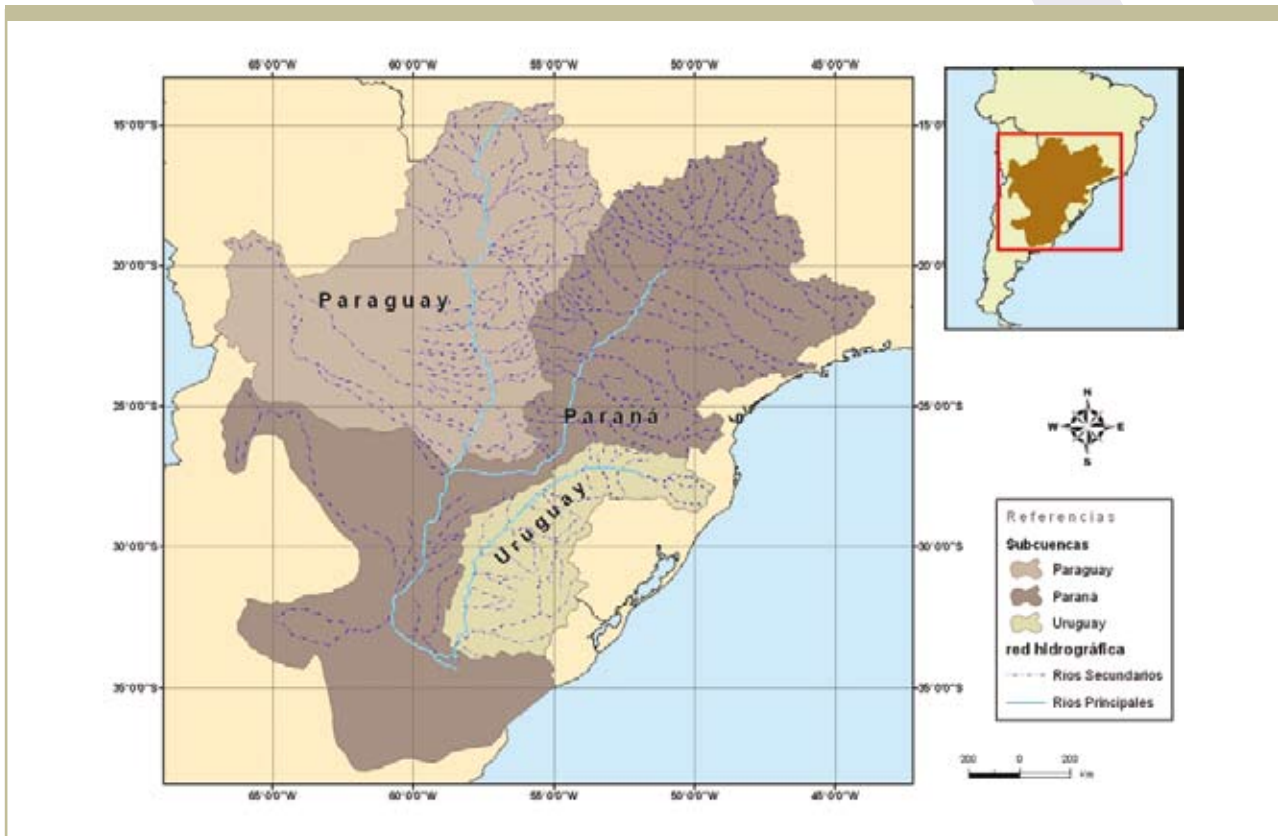 65°0'0"W 60°0'0"W 55°0'0"W 50°0'0"W 45°0'0"W
15°0'0"S
20°0'0"S 20°0'0"S
25°0'0"S 25°0'0"S
30°0'0"S 30°0'0"S
35°0'0"S 35°0'0"S
65°0'0"W 60°0'0"W 55°0'0"W 50°0'0"W 45°0'0"W
Paraguay
Paraná
Uruguay
N
W E
S
Referencias
Subcuencas
Paraguay
Paraná
Uruguay
red hidrográfica
Ríos Secundarios
Ríos Principales
200 0 200
Km